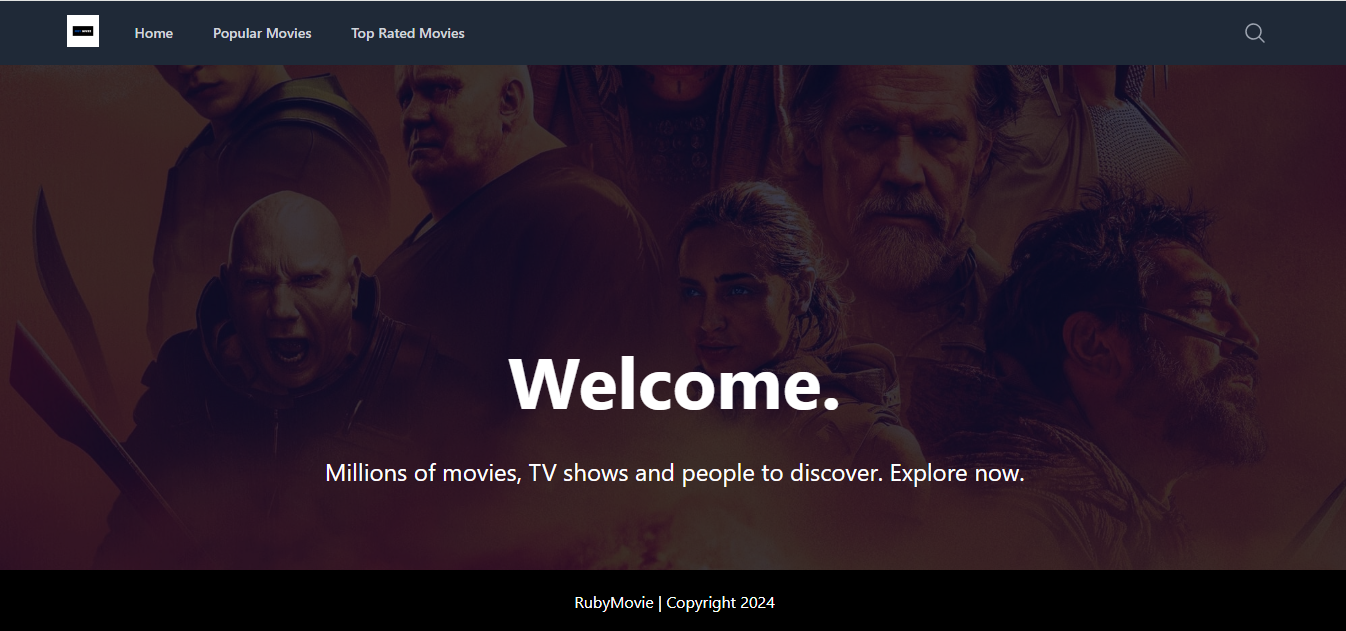 Home
Popular Movies
Top Rated Movies
Welcome.
Millions of movies, TV shows and people to discover. Explore now.
RubyMovie | Copyright 2024